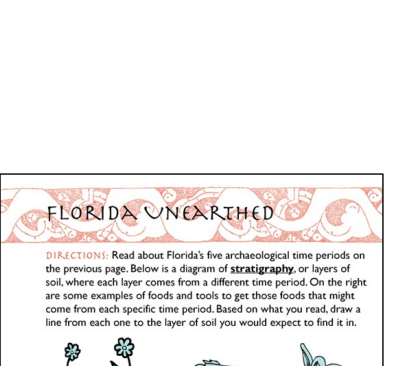 FLORIDA UNEARTHED
DIRECTIONS: Read about Florida's five archaeological time periods on
the previous page. Below is a diagram of stratigraphy, or layers of
soil, where each layer comes from a different time period. On the right
are some examples of foods and tools to get those foods that might
come from each specific time period. Based on what you read, draw a
line from each one to the layer of soil you would expect to find it in.